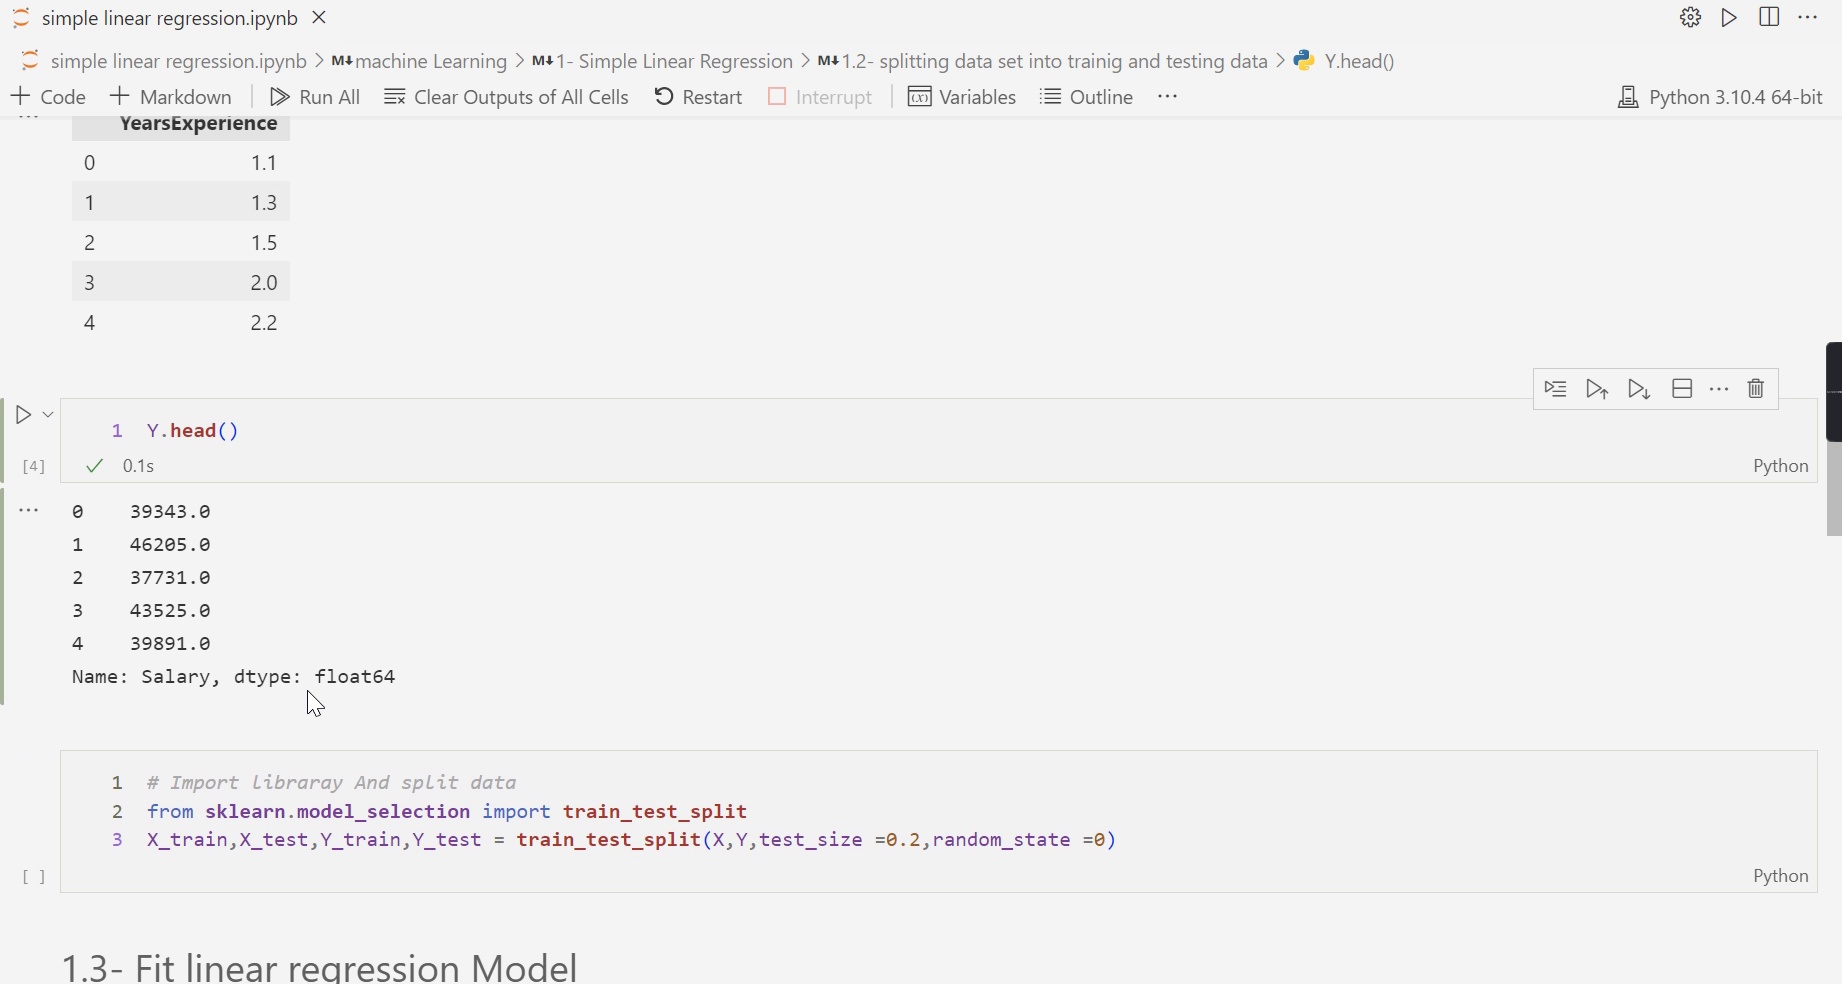 simple linear regression.ipynb
simple linear regression.ipynb > M↓machine Learning > M↓1- Simple Linear Regression > M↓1.2- splitting data set into trainig and testing data > Y.head()
Code Markdown Run All Clear Outputs of All Cells Restart Interrupt Variables Outline ... Python 3.10.4 64-bit
YearsExperience
0 1.1
1 1.3
2 1.5
3 2.0
4 2.2
1 Y.head()
[4] 0.1s Python
0 39343.0
1 46205.0
2 37731.0
3 43525.0
4 39891.0
Name: Salary, dtype: float64
1 # Import libraray And split data
2 from sklearn.model_selection import train_test_split
3 X_train,X_test,Y_train,Y_test = train_test_split(X,Y,test_size =0.2,random_state =0)
[ ] Python
1.3- Fit linear regression Model